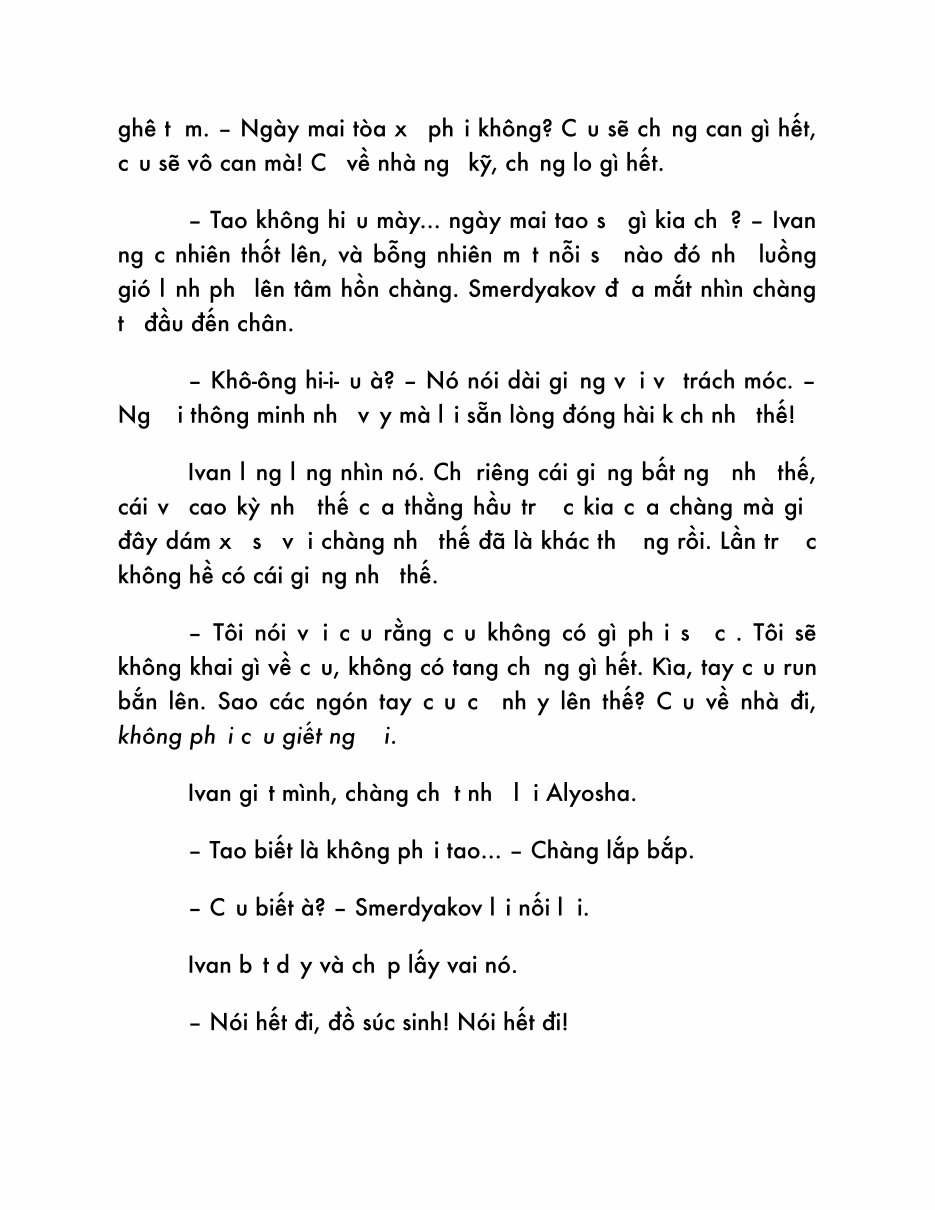 ghê t m. – Ngày mai tòa x ph i không? C u sẽ ch ng can gì hết,
c u sẽ vô can mà! C về nhà ng kỹ, ch ng lo gì hết.
– Tao không hi u mày... ngày mai tao s gì kia ch ? – Ivan
ng c nhiên thốt lên, và bỗng nhiên m t nỗi s nào đó nh luồng
gió l nh ph lên tâm hồn chàng. Smerdyakov đ a mắt nhìn chàng
t đầu đến chân.
– Khô-ông hi-i- u à? – Nó nói dài gi ng v i v trách móc. –
Ng i thông minh nh v y mà l i sẵn lòng đóng hài k ch nh thế!
Ivan l ng l ng nhìn nó. Ch riêng cái gi ng bất ng nh thế,
cái v cao kỳ nh thế c a thằng hầu tr c kia c a chàng mà gi
đây dám x s v i chàng nh thế đã là khác th ng rồi. Lần tr c
không hề có cái gi ng nh thế.
– Tôi nói v i c u rằng c u không có gì ph i s c . Tôi sẽ
không khai gì về c u, không có tang ch ng gì hết. Kìa, tay c u run
bắn lên. Sao các ngón tay c u c nh y lên thế? C u về nhà đi,
không ph i c u giết ng i.
Ivan gi t mình, chàng ch t nh l i Alyosha.
– Tao biết là không ph i tao... – Chàng lắp bắp.
– C u biết à? – Smerdyakov l i nối l i.
Ivan b t d y và ch p lấy vai nó.
– Nói hết đi, đồ súc sinh! Nói hết đi!